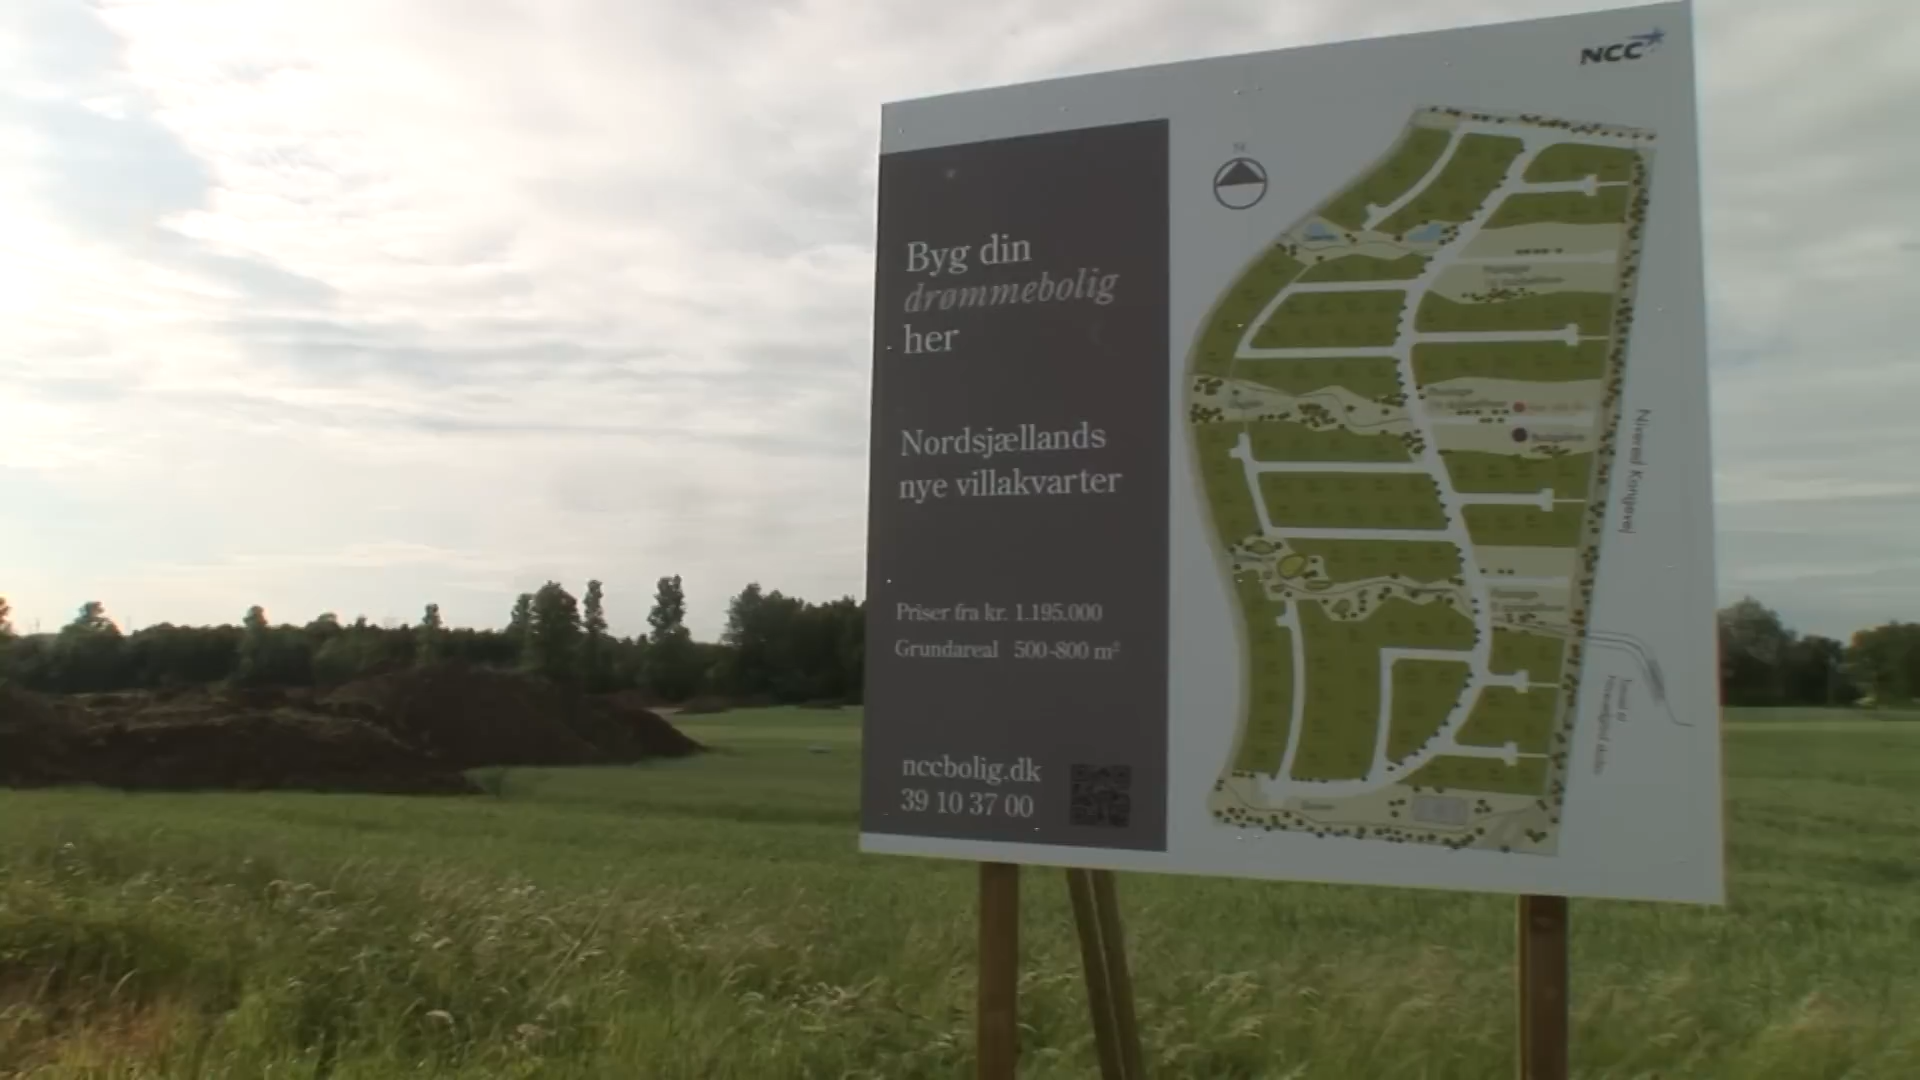 NCC
N
Byg din
drømmebolig
her
Nordsjællands
nye villakvarter
Priser fra kr. 1.195.000
Grundareal 500-800 m²
nccbolig.dk
39 10 37 00
Niverød Kongevej